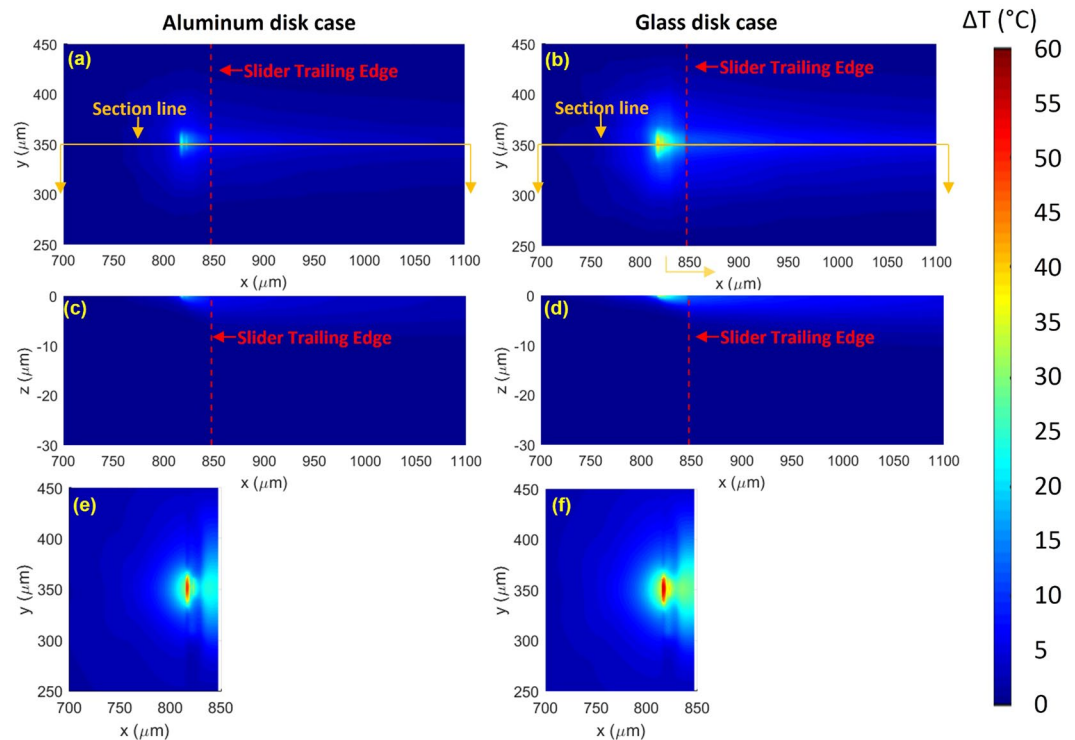 Aluminum disk case
Glass disk case
ΔT (°C)
(a)
Slider Trailing Edge
Section line
450
400
350
300
250
y (μm)
700 750 800 850 900 950 1000 1050 1100
x (μm)
(b)
Slider Trailing Edge
Section line
450
400
350
300
250
y (μm)
700 750 800 850 900 950 1000 1050 1100
x (μm)
(c)
Slider Trailing Edge
0
-10
-20
-30
z (μm)
700 750 800 850 900 950 1000 1050 1100
x (μm)
(d)
Slider Trailing Edge
0
-10
-20
-30
z (μm)
700 750 800 850 900 950 1000 1050 1100
x (μm)
(e)
450
400
350
300
250
y (μm)
700 750 800 850
x (μm)
(f)
450
400
350
300
250
y (μm)
700 750 800 850
x (μm)
60
55
50
45
40
35
30
25
20
15
10
5
0